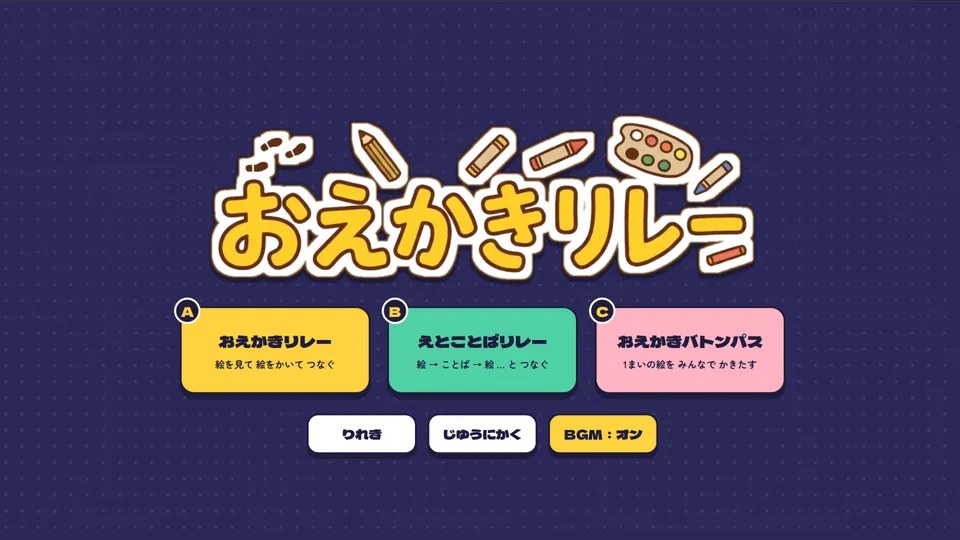 おえかきリレー
A
おえかきリレー
絵を見て 絵をかいて つなぐ
B
えとことばリレー
絵 → ことば → 絵 ... と つなぐ
C
おえかきバトンパス
1まいの絵を みんなで かきたす
りれき
じゆうにかく
BGM：オン